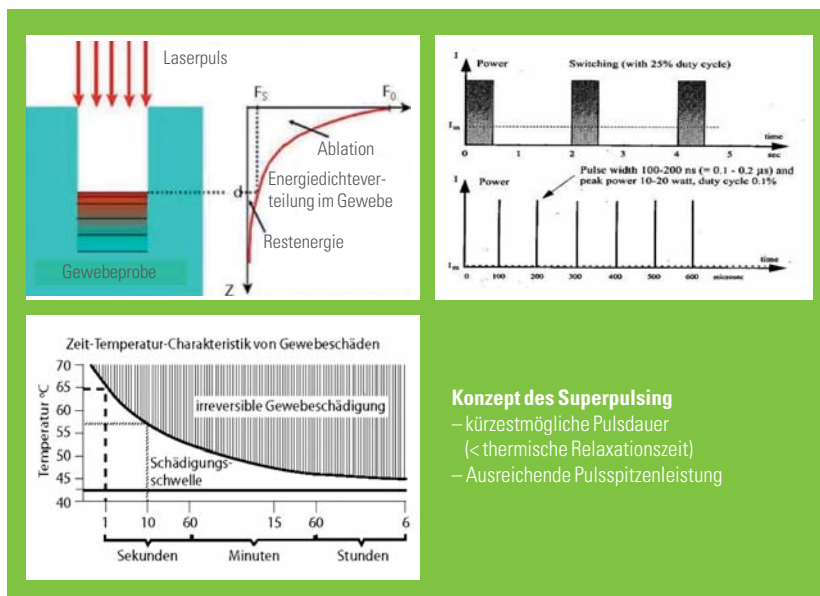 Laserpuls
F_S F_0
Ablation
Energiedichtever-
teilung im Gewebe
d
Restenergie
Gewebeprobe
Z
I Power Switching (with 25% duty cycle)
I_m
time
0 1 2 3 4 5 sec
Pulse width 100-200 ns (= 0.1 - 0.2 µs) and
peak power 10-20 watt, duty cycle 0.1%
I Power
I_m
time
0 100 200 300 400 500 600 microsec
Zeit-Temperatur-Charakteristik von Gewebeschäden
Temperatur °C
70
65
60
55
50
45
40
irreversible Gewebeschädigung
Schädigungs-
schwelle
1 10 60 15 60 6
Sekunden Minuten Stunden
Konzept des Superpulsing
– kürzestmögliche Pulsdauer
(< thermische Relaxationszeit)
– Ausreichende Pulsspitzenleistung